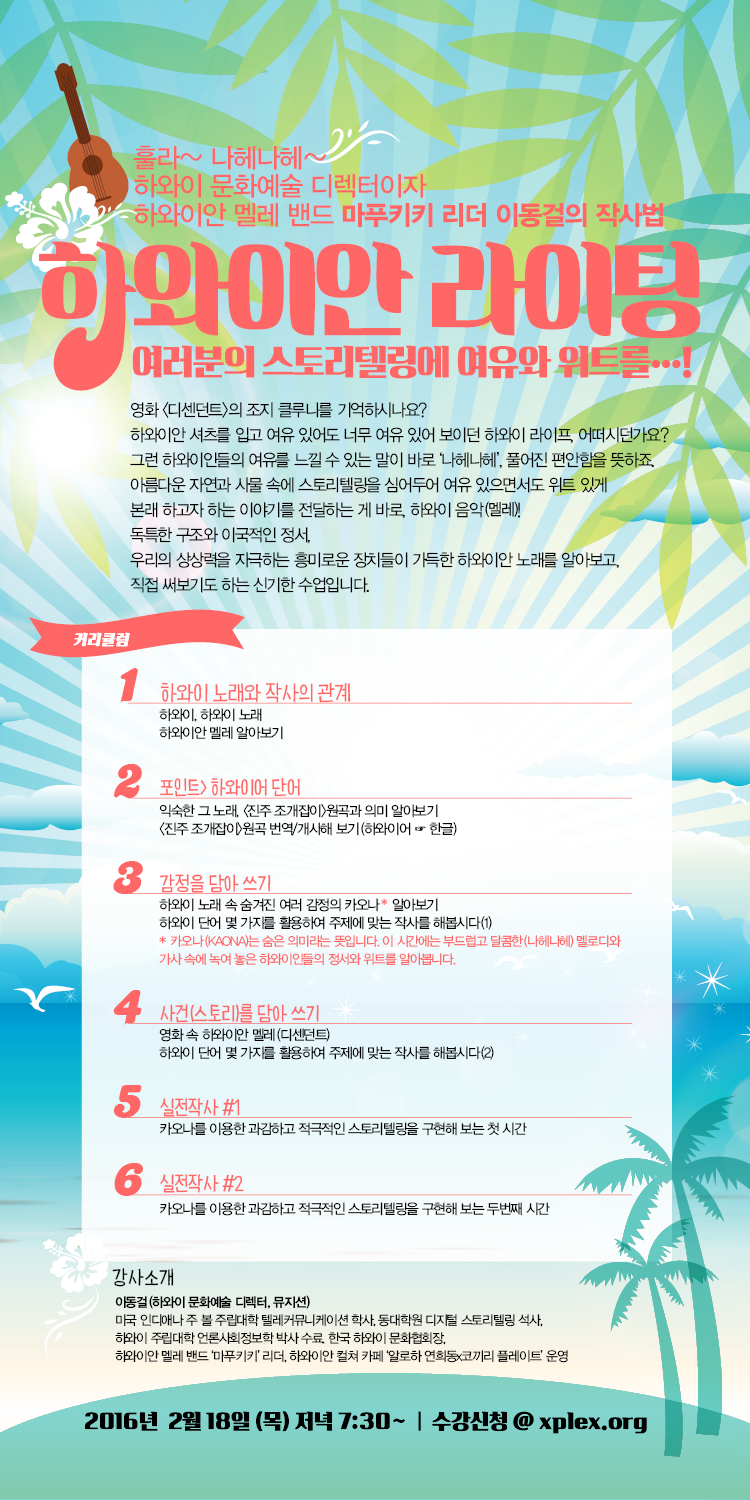 훌라~ 나헤나헤~
하와이 문화예술 디렉터이자
하와이안 멜레 밴드 마푸키키 리더 이동걸의 작사법
하와이안 라이팅
여러분의 스토리텔링에 여유와 위트를…!
영화 <디센던트>의 조지 클루니를 기억하시나요?
하와이안 셔츠를 입고 여유 있어도 너무 여유 있어 보이던 하와이 라이프, 어떠시던가요?
그런 하와이인들의 여유를 느낄 수 있는 말이 바로 '나헤나헤', 풀어진 편안함을 뜻하죠.
아름다운 자연과 사물 속에 스토리텔링을 심어두어 여유 있으면서도 위트 있게
본래 하고자 하는 이야기를 전달하는 게 바로, 하와이 음악(멜레)!
독특한 구조와 이국적인 정서,
우리의 상상력을 자극하는 흥미로운 장치들이 가득한 하와이안 노래를 알아보고,
직접 써보기도 하는 신기한 수업입니다.
커리큘럼
1 하와이 노래와 작사의 관계
하와이, 하와이 노래
하와이안 멜레 알아보기
2 포인트> 하와이어 단어
익숙한 그 노래, <진주 조개잡이>원곡과 의미 알아보기
<진주 조개잡이>원곡 번역/개사해 보기(하와이어 ☞ 한글)
3 감정을 담아 쓰기
하와이 노래 속 숨겨진 여러 감정의 카오나* 알아보기
하와이 단어 몇 가지를 활용하여 주제에 맞는 작사를 해봅시다(1)
* 카오나(KAONA)는 숨은 의미라는 뜻입니다. 이 시간에는 부드럽고 달콤한(나헤나헤) 멜로디와
가사 속에 녹여 놓은 하와이인들의 정서와 위트를 알아봅니다.
4 사건(스토리)를 담아 쓰기
영화 속 하와이안 멜레(디센던트)
하와이 단어 몇 가지를 활용하여 주제에 맞는 작사를 해봅시다(2)
5 실전작사 #1
카오나를 이용한 과감하고 적극적인 스토리텔링을 구현해 보는 첫 시간
6 실전작사 #2
카오나를 이용한 과감하고 적극적인 스토리텔링을 구현해 보는 두번째 시간
강사소개
이동걸(하와이 문화예술 디렉터, 뮤지션)
미국 인디애나 주 볼 주립대학 텔레커뮤니케이션 학사, 동대학원 디지털 스토리텔링 석사,
하와이 주립대학 언론사회정보학 박사 수료, 한국 하와이 문화협회장,
하와이안 멜레 밴드 '마푸키키' 리더, 하와이안 컬쳐 카페 '알로하 연희동x코끼리 플레이트' 운영
2016년 2월 18일 (목) 저녁 7:30~ | 수강신청 @ xplex.org